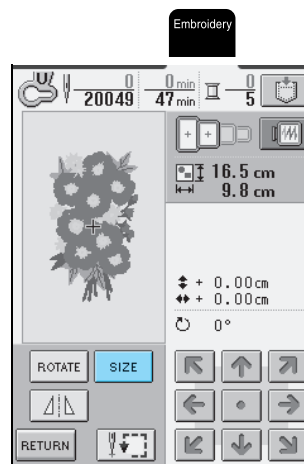 Embroidery
U
0
20049
0 min
47 min
0
5
16.5 cm
9.8 cm
+ 0.00cm
+ 0.00cm
0°
ROTATE
SIZE
RETURN